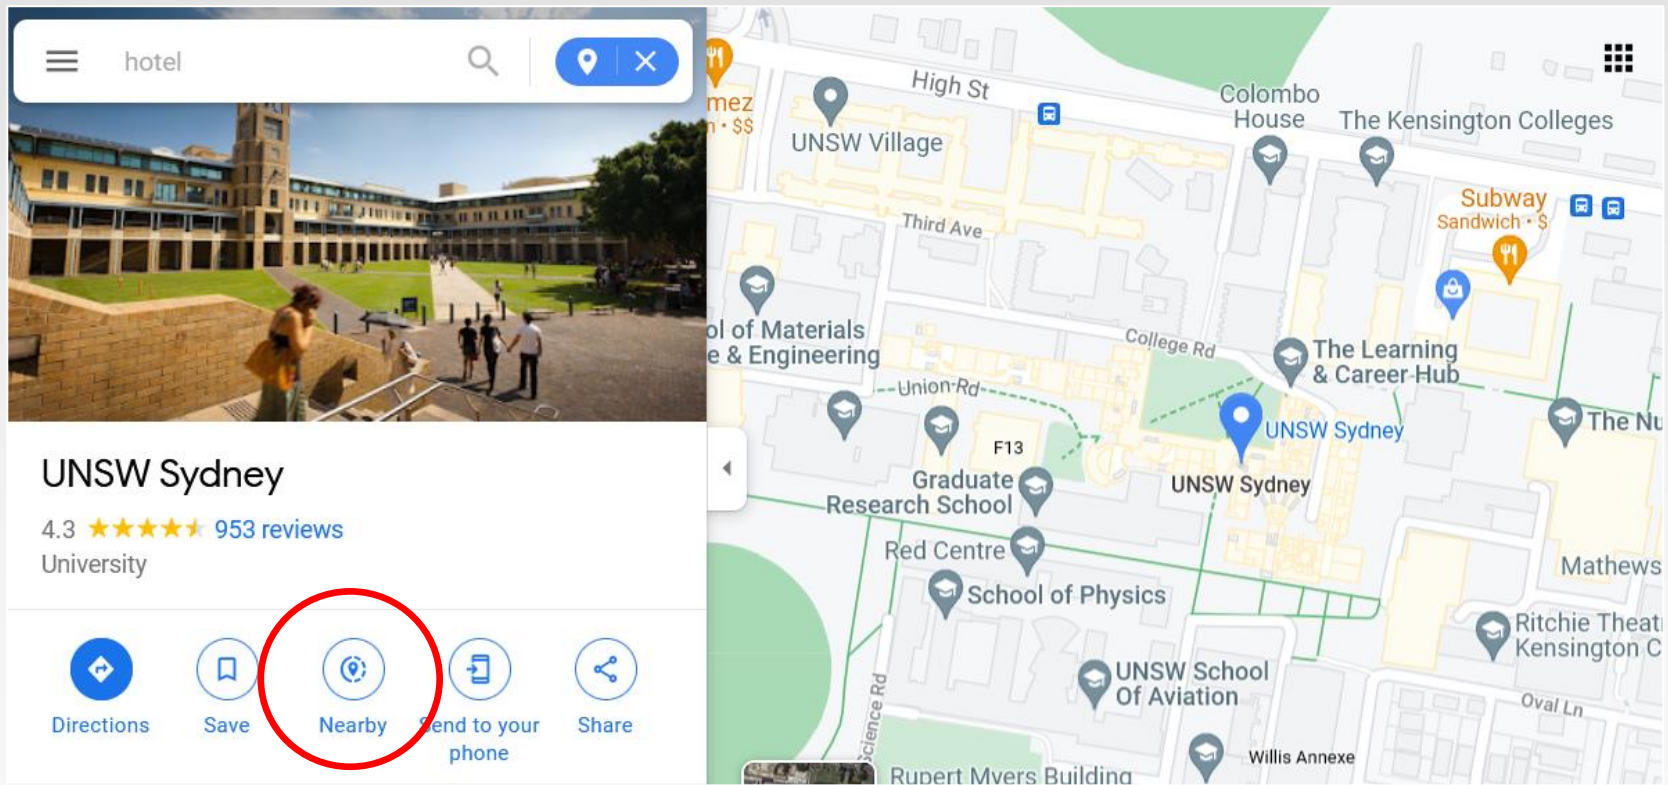 hotel
UNSW Sydney
4.3
953 reviews
University
Directions
Save
Nearby
Send to your
phone
Share
mez
n · $$
High St
UNSW Village
Colombo
House
The Kensington Colleges
Subway
Sandwich · $
Third Ave
ol of Materials
e & Engineering
College Rd
The Learning
& Career Hub
Union Rd
UNSW Sydney
The Nu
F13
UNSW Sydney
Graduate
Research School
Red Centre
School of Physics
Mathews
Ritchie Theat
Kensington C
UNSW School
Of Aviation
Science Rd
Oval Ln
Willis Annexe
Rupert Myers Building